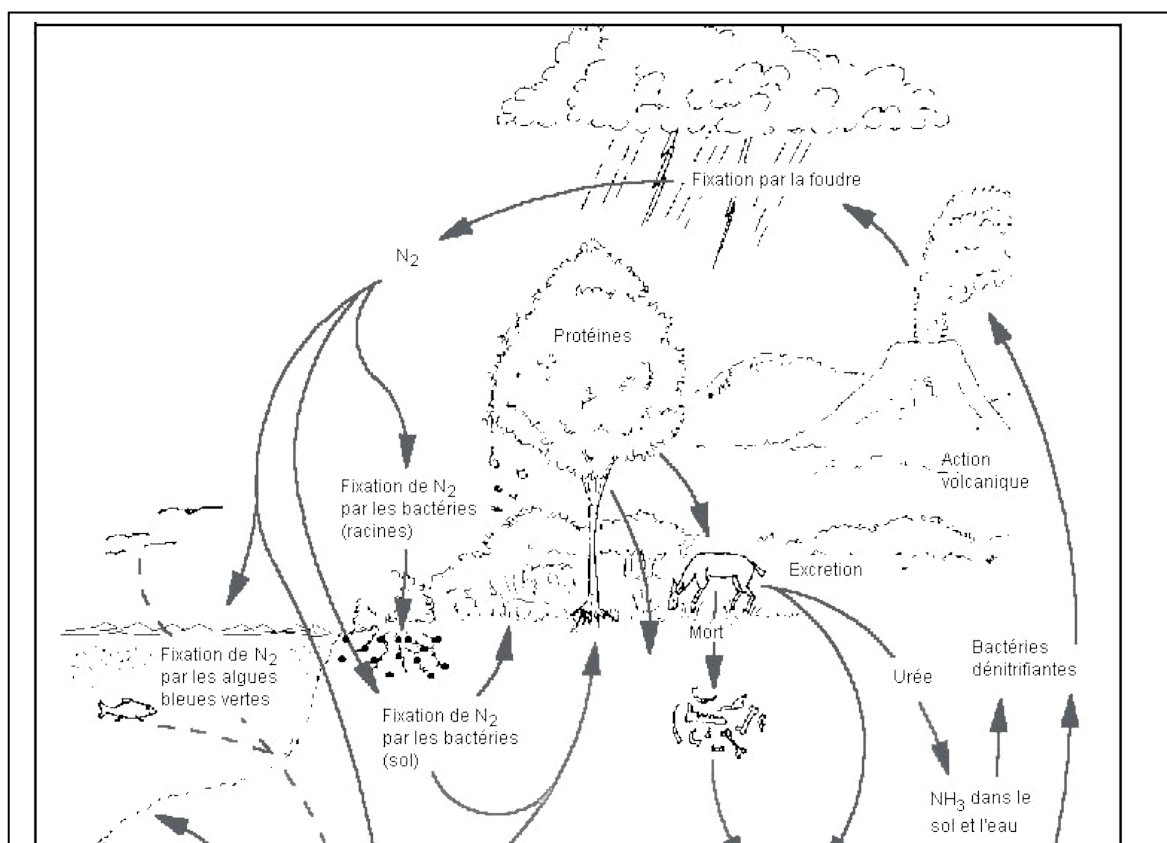 Fixation par la foudre
N2
Protéines
Fixation de N2
par les bactéries
(racines)
Action
volcanique
Excretion
Mort
Fixation de N2
par les algues
bleues vertes
Bactéries
dénitrifiantes
Urée
Fixation de N2
par les bactéries
(sol)
NH3 dans le
sol et l'eau